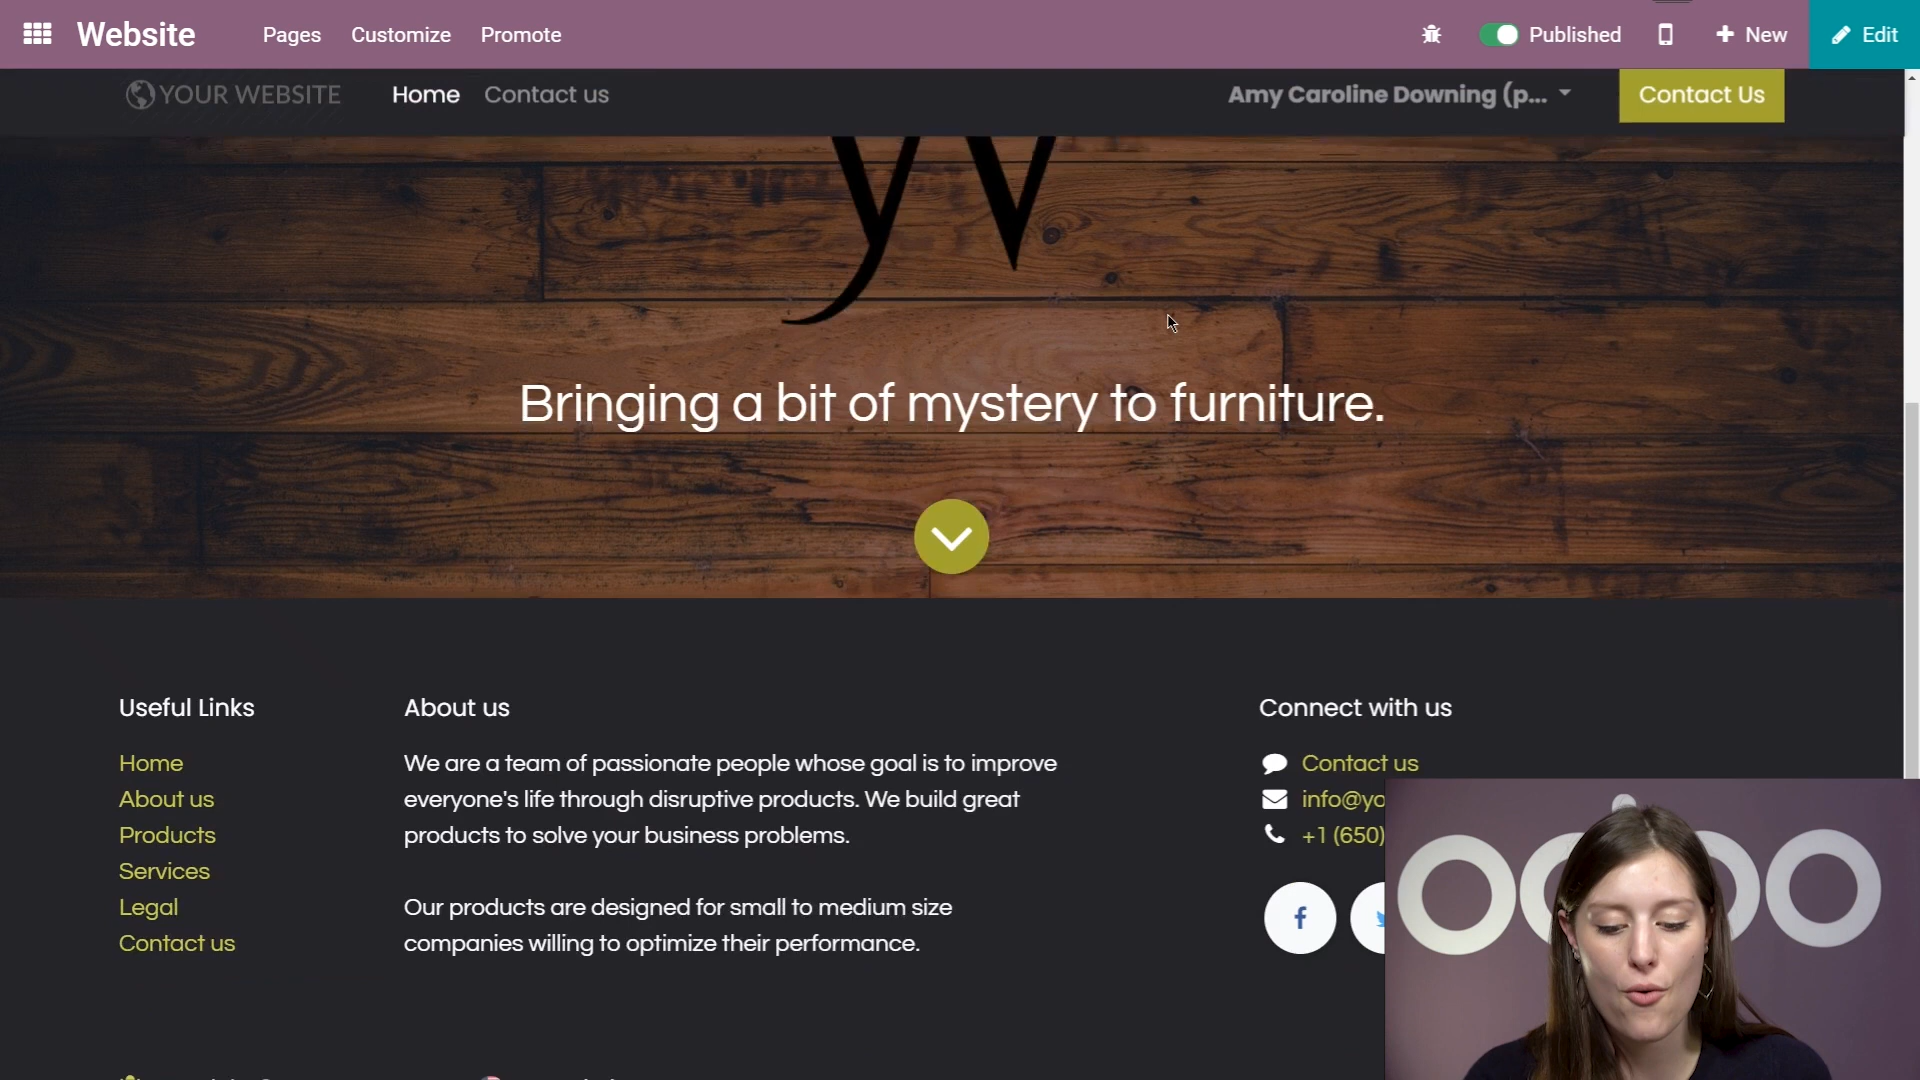 Website
Pages
Customize
Promote
Published
New
Edit
YOUR WEBSITE
Home
Contact us
Amy Caroline Downing (p...
Contact Us
yv
Bringing a bit of mystery to furniture.
Useful Links
Home
About us
Products
Services
Legal
Contact us
About us
We are a team of passionate people whose goal is to improve
everyone's life through disruptive products. We build great
products to solve your business problems.
Our products are designed for small to medium size
companies willing to optimize their performance.
Connect with us
Contact us
info@yo
+1 (650)
odoo